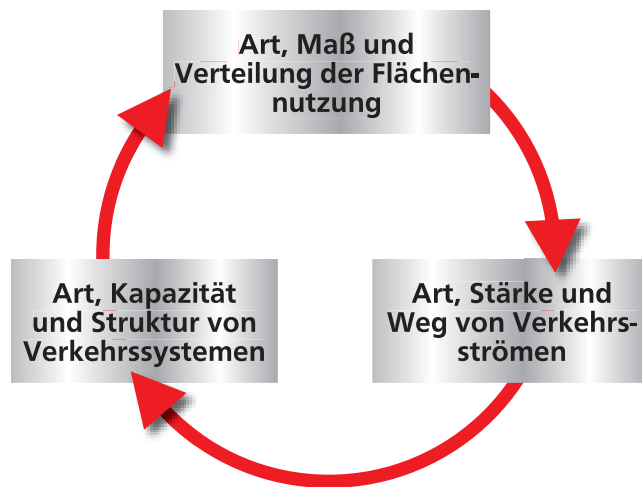 Art, Maß und
Verteilung der Flächen-
nutzung
Art, Kapazität
und Struktur von
Verkehrssystemen
Art, Stärke und
Weg von Verkehrs-
strömen